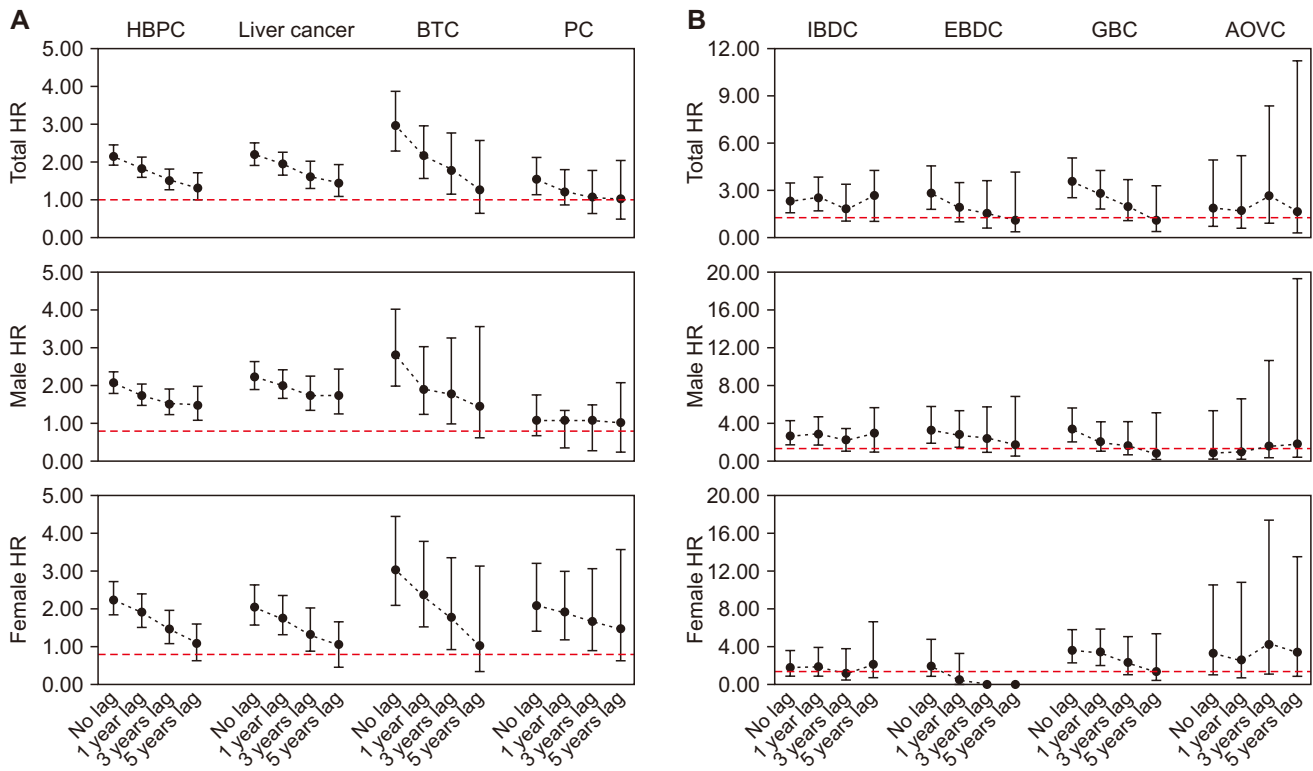 A
HBPC Liver cancer BTC PC
Total HR
5.00
4.00
3.00
2.00
1.00
0.00
Male HR
5.00
4.00
3.00
2.00
1.00
0.00
Female HR
5.00
4.00
3.00
2.00
1.00
0.00
No lag
1 year lag
3 years lag
5 years lag
No lag
1 year lag
3 years lag
5 years lag
No lag
1 year lag
3 years lag
5 years lag
No lag
1 year lag
3 years lag
5 years lag
B
IBDC EBDC GBC AOVC
Total HR
12.00
9.00
6.00
3.00
0.00
Male HR
20.00
16.00
12.00
8.00
4.00
0.00
Female HR
20.00
16.00
12.00
8.00
4.00
0.00
No lag
1 year lag
3 years lag
5 years lag
No lag
1 year lag
3 years lag
5 years lag
No lag
1 year lag
3 years lag
5 years lag
No lag
1 year lag
3 years lag
5 years lag